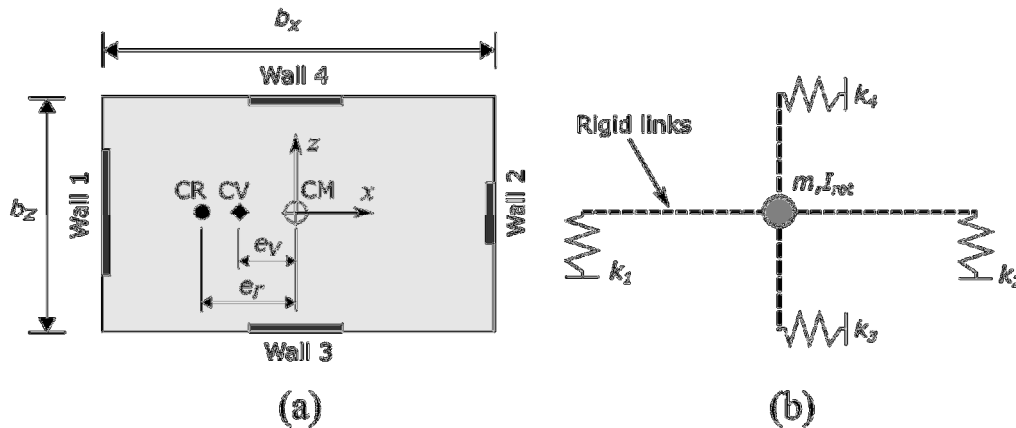 b_x
Wall 4
Wall 1
b_z
z
CR CV CM x
e_V
e_r
Wall 2
Wall 3
(a)
Rigid links
k_4
m, I_rot
k_1
k_2
k_3
(b)